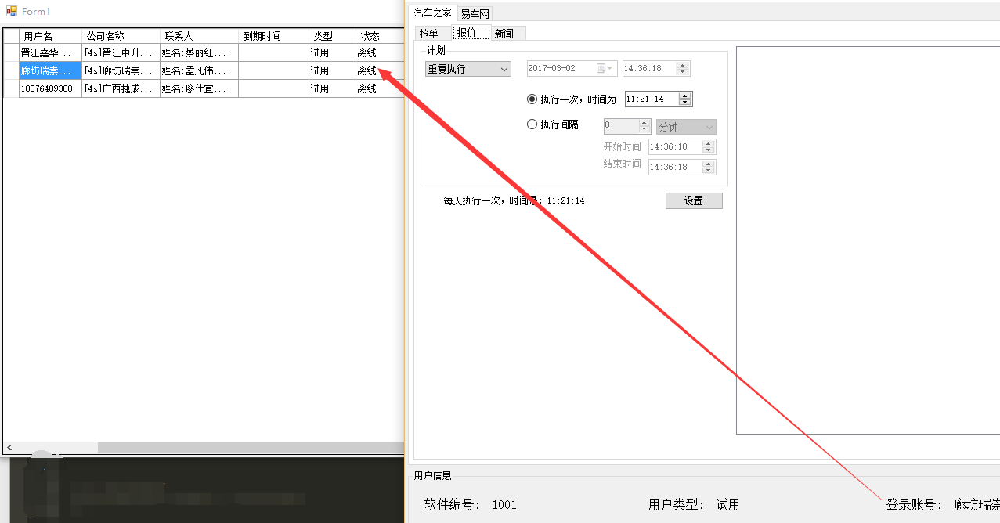 Form1
用户名 公司名称 联系人 到期时间 类型 状态
晋江嘉华... [4s]晋江中升... 姓名:蔡丽红;... 试用 离线
廊坊瑞崇... [4s]廊坊瑞崇... 姓名:孟凡伟;... 试用 离线
18376409300 [4s]广西捷成... 姓名:廖仕宜;... 试用 离线
汽车之家 易车网
抢单 报价 新闻
计划
重复执行 2017-03-02 14:36:18
执行一次，时间为 11:21:14
执行间隔 0 分钟
开始时间 14:36:18
结束时间 14:36:18
每天执行一次，时间是：11:21:14 设置
用户信息
软件编号： 1001 用户类型： 试用 登录账号： 廊坊瑞崇